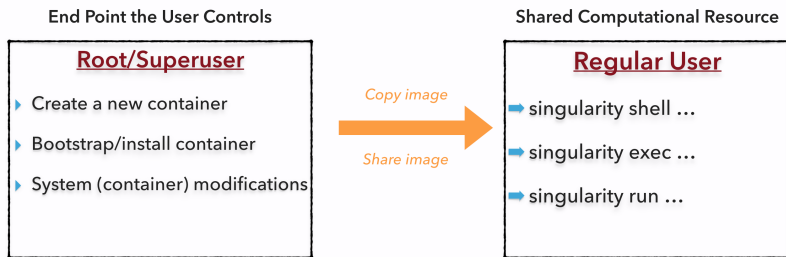 End Point the User Controls
Root/Superuser
Create a new container
Bootstrap/install container
System (container) modifications
Copy image
Share image
Shared Computational Resource
Regular User
singularity shell …
singularity exec …
singularity run …